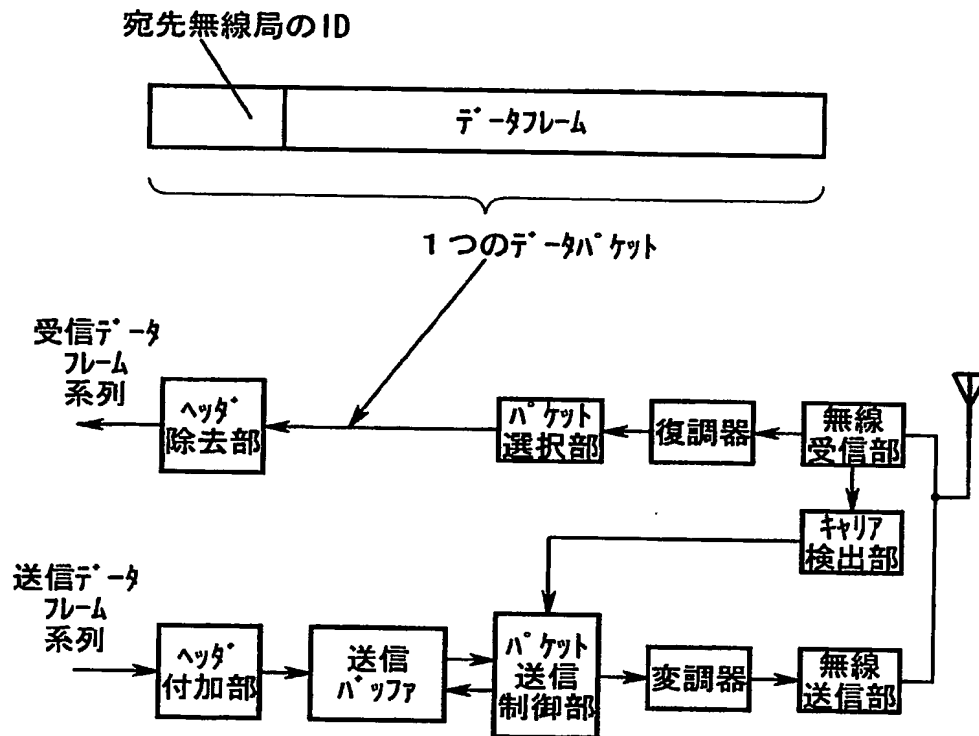 宛先無線局のID
データフレーム
1つのデータパケット
受信データ
フレーム
系列
ヘッダ
除去部
パケット
選択部
復調器
無線
受信部
キャリア
検出部
送信データ
フレーム
系列
ヘッダ
付加部
送信
バッファ
パケット
送信
制御部
変調器
無線
送信部